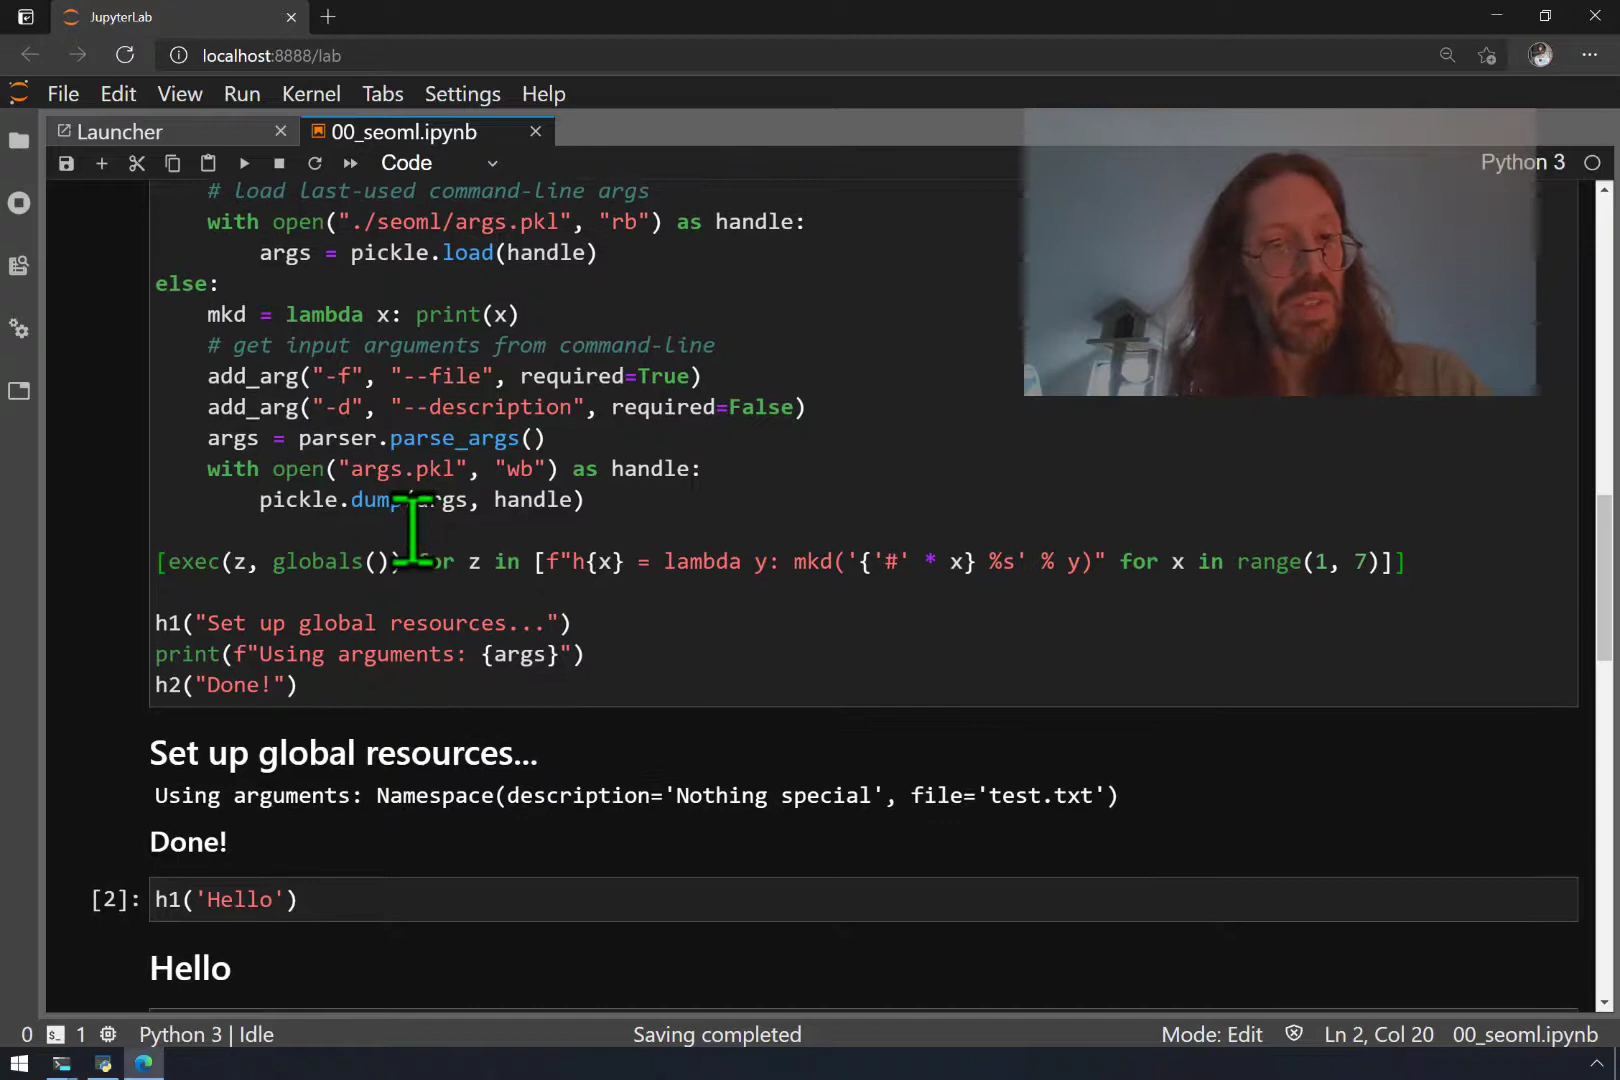 JupyterLab
localhost:8888/lab
File Edit View Run Kernel Tabs Settings Help
Launcher 00_seoml.ipynb
Code Python 3
# load last-used command-line args
with open("./seoml/args.pkl", "rb") as handle:
args = pickle.load(handle)
else:
mkd = lambda x: print(x)
# get input arguments from command-line
add_arg("-f", "--file", required=True)
add_arg("-d", "--description", required=False)
args = parser.parse_args()
with open("args.pkl", "wb") as handle:
pickle.dump(args, handle)
[exec(z, globals()) for z in [f"h{x} = lambda y: mkd('{'#' * x} %s' % y)" for x in range(1, 7)]]
h1("Set up global resources...")
print(f"Using arguments: {args}")
h2("Done!")
Set up global resources...
Using arguments: Namespace(description='Nothing special', file='test.txt')
Done!
[2]: h1('Hello')
Hello
0 1 Python 3 | Idle Saving completed Mode: Edit Ln 2, Col 20 00_seoml.ipynb